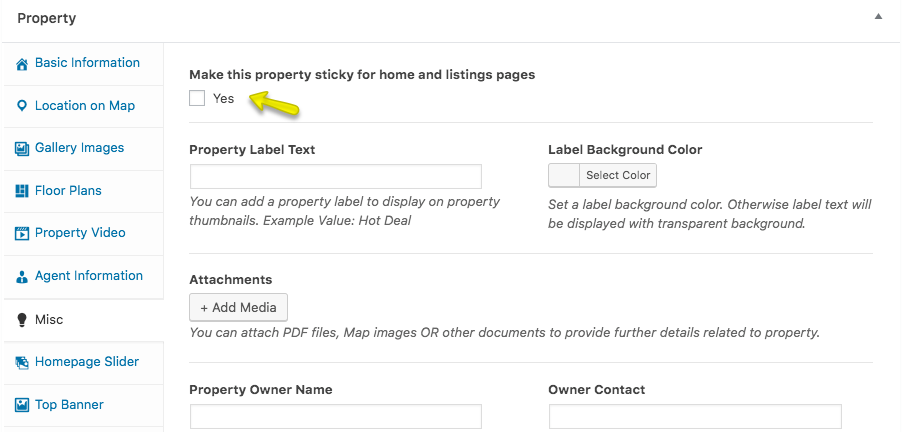 Property
Basic Information
Location on Map
Gallery Images
Floor Plans
Property Video
Agent Information
Misc
Homepage Slider
Top Banner
Make this property sticky for home and listings pages
Yes
Property Label Text
You can add a property label to display on property
thumbnails. Example Value: Hot Deal
Label Background Color
Select Color
Set a label background color. Otherwise label text will
be displayed with transparent background.
Attachments
+ Add Media
You can attach PDF files, Map images OR other documents to provide further details related to property.
Property Owner Name
Owner Contact